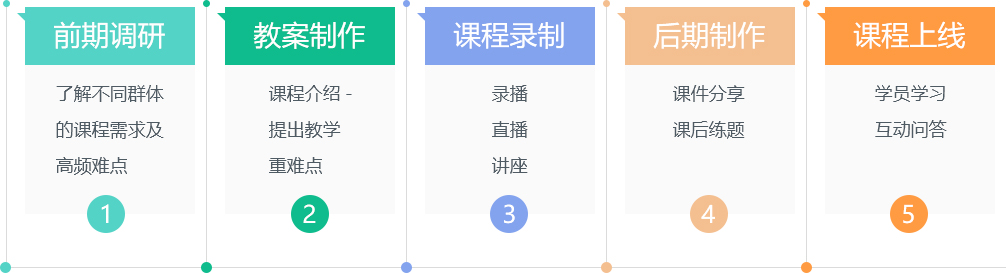 前期调研
了解不同群体
的课程需求及
高频难点
1
教案制作
课程介绍 -
提出教学
重难点
2
课程录制
录播
直播
讲座
3
后期制作
课件分享
课后练题
4
课程上线
学员学习
互动问答
5